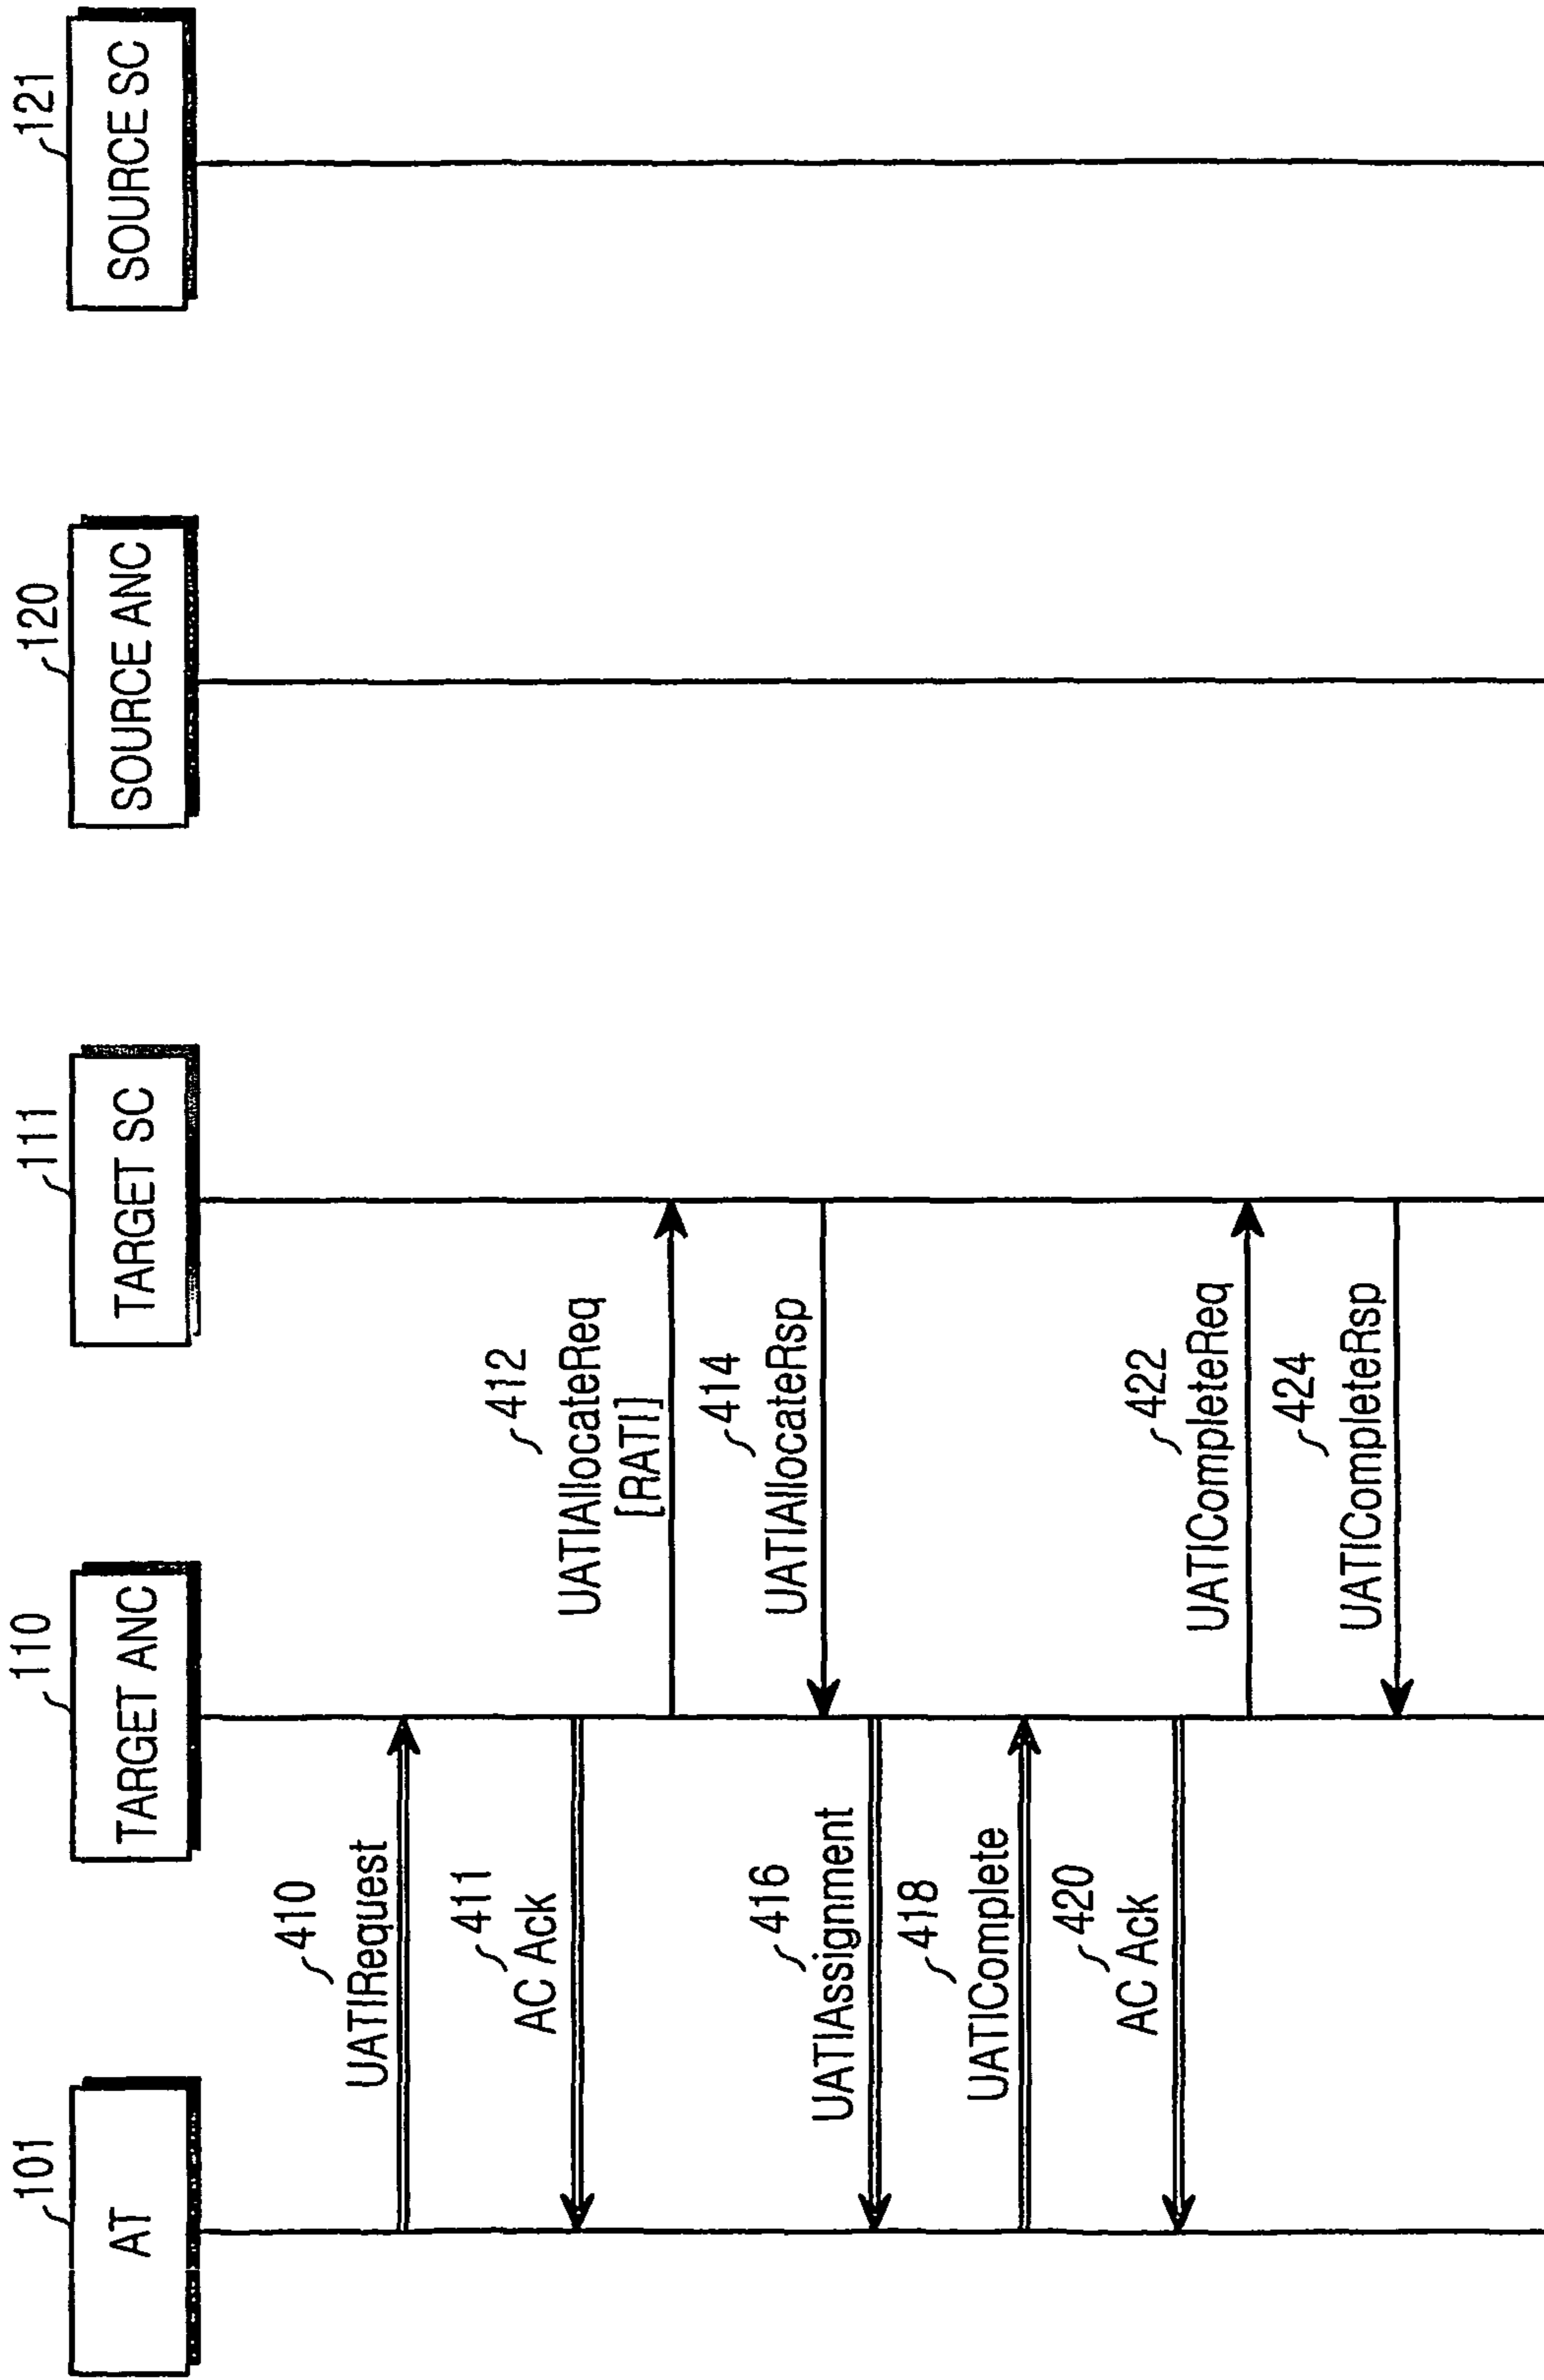 101
AT
110
TARGET ANC
111
TARGET SC
120
SOURCE ANC
121
SOURCE SC
410
UATIRequest
411
AC Ack
412
UATIAllocateReq
[RATI]
414
UATIAllocateRsp
416
UATIAssignment
418
UATIComplete
420
AC Ack
422
UATICompleteReq
424
UATICompleteRsp